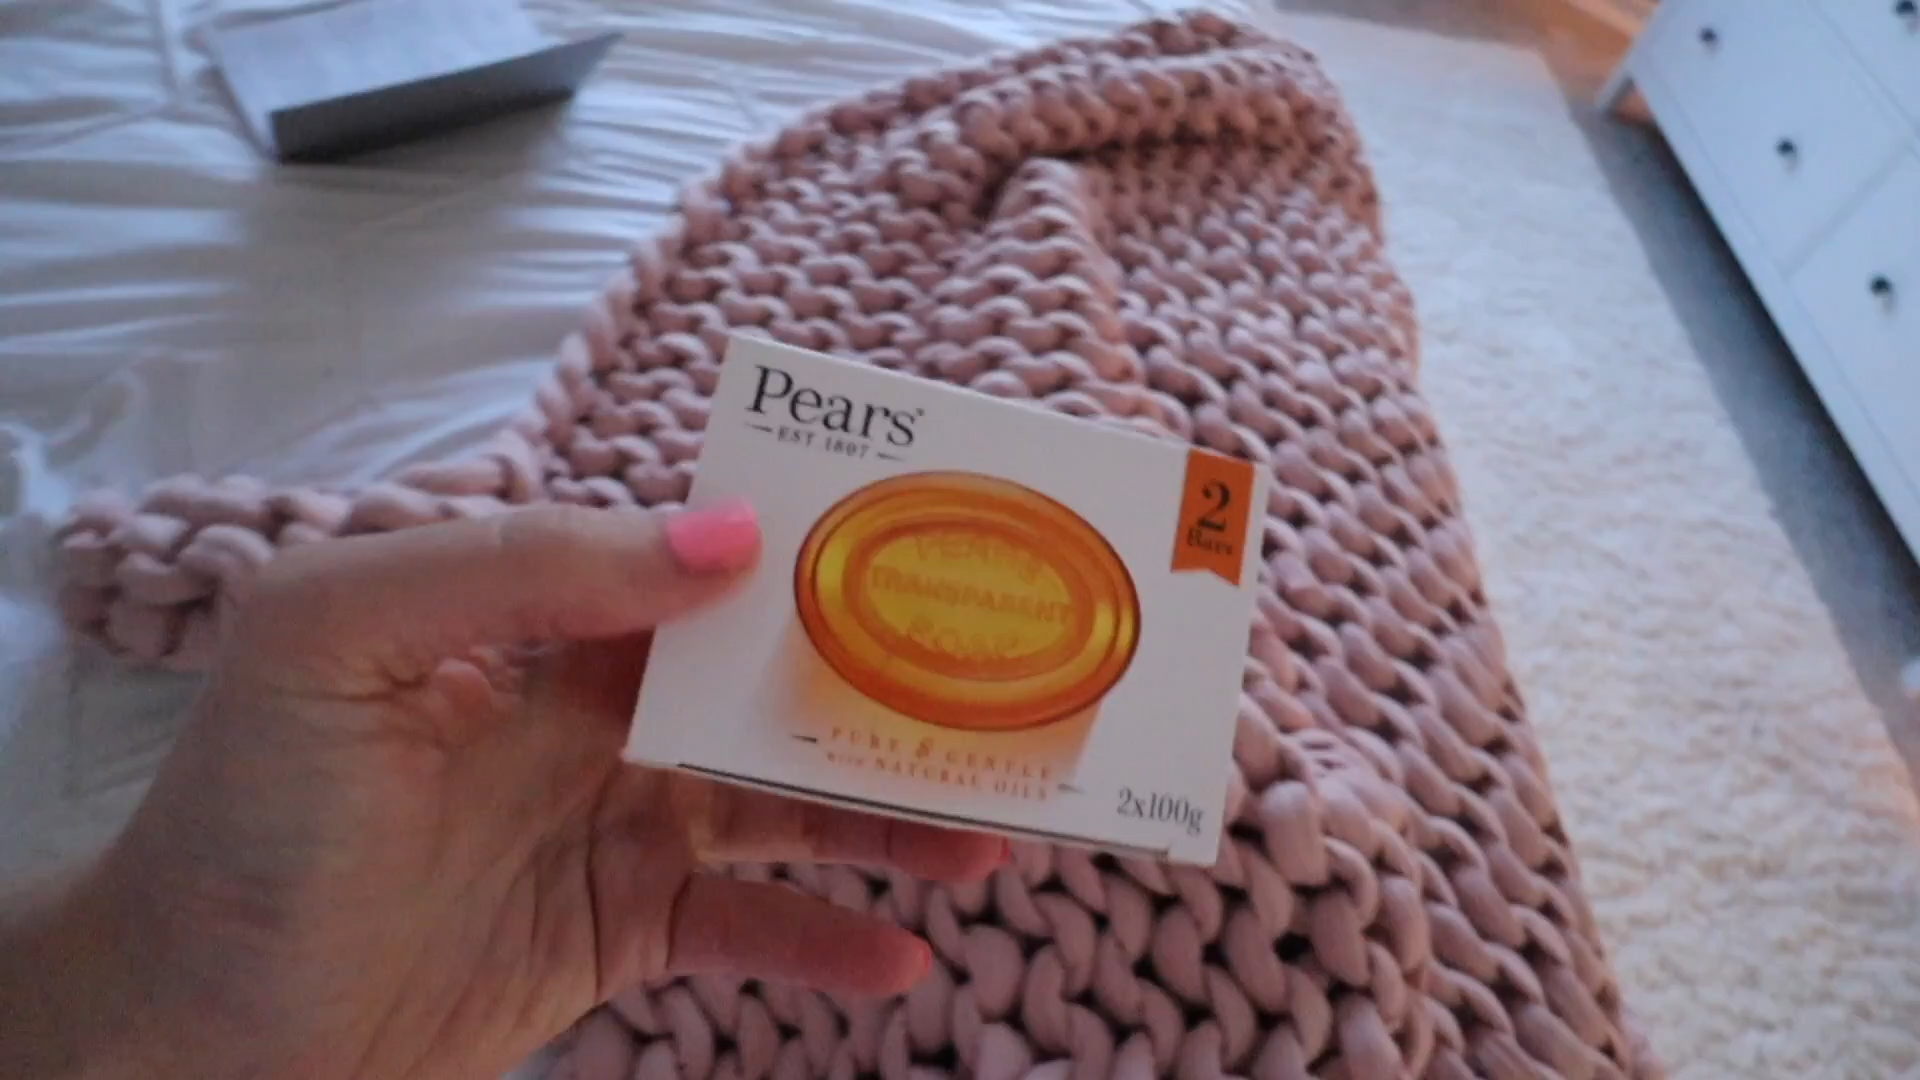 Pears
EST 1807
2
Bars
PEARS
TRANSPARENT
SOAP
PURE & GENTLE
WITH NATURAL OILS
2x100g